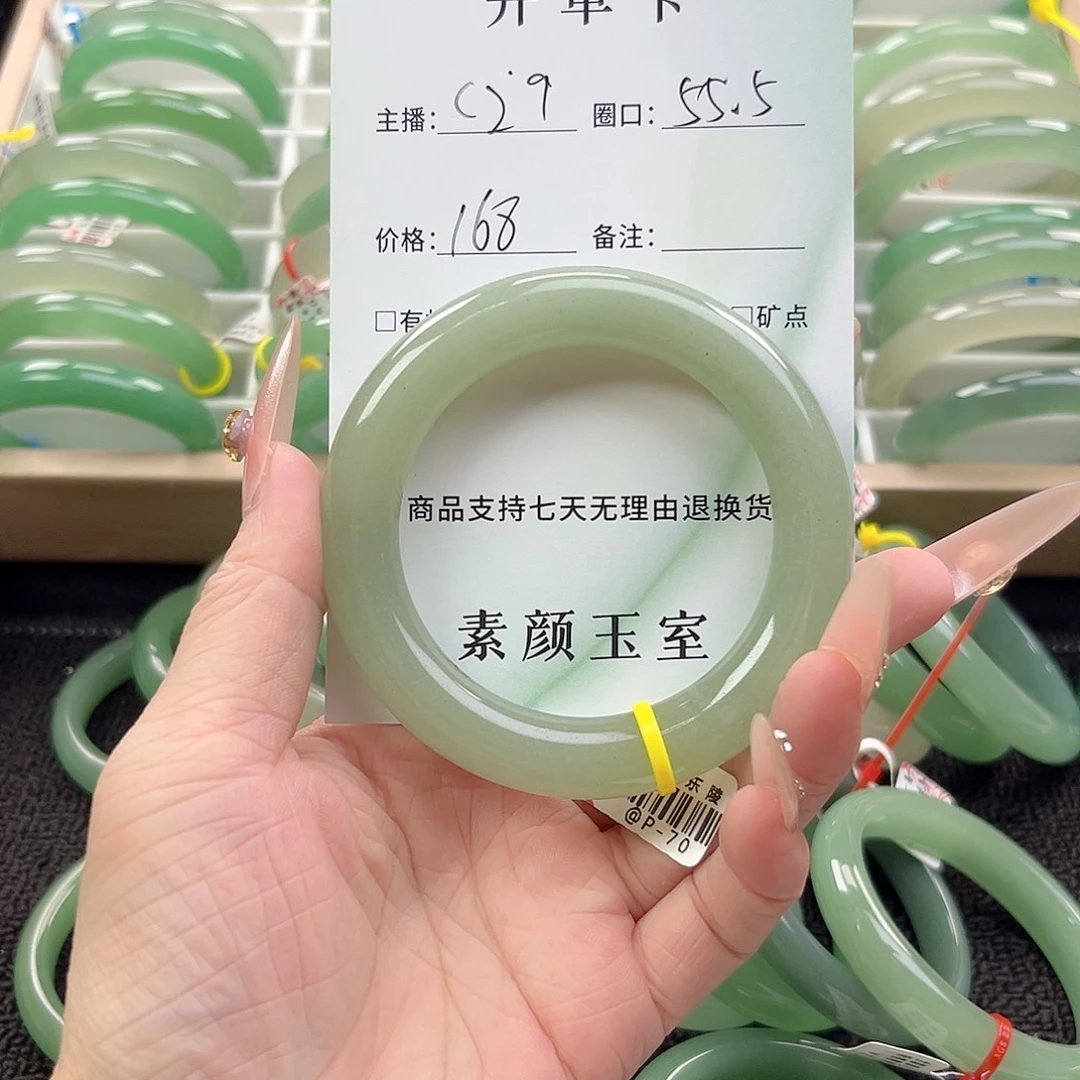 开单卡
主播: 圈口: 55.5
价格: 168 备注:
□有 □矿点
商品支持七天无理由退换货
素颜玉室
乐陵
@P-70